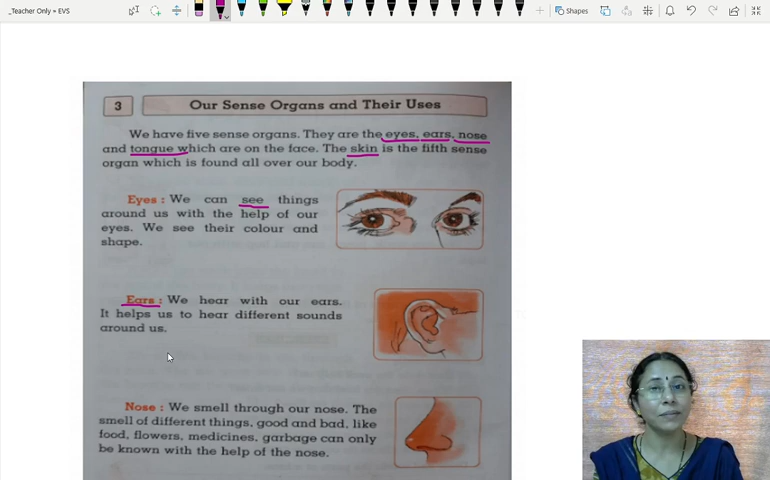 _Teacher Only ▾ EVS
Shapes
3
Our Sense Organs and Their Uses
We have five sense organs. They are the eyes, ears, nose
and tongue which are on the face. The skin is the fifth sense
organ which is found all over our body.
Eyes : We can see things
around us with the help of our
eyes. We see their colour and
shape.
Ears : We hear with our ears.
It helps us to hear different sounds
around us.
Nose : We smell through our nose. The
smell of different things, good and bad, like
food, flowers, medicines, garbage can only
be known with the help of the nose.